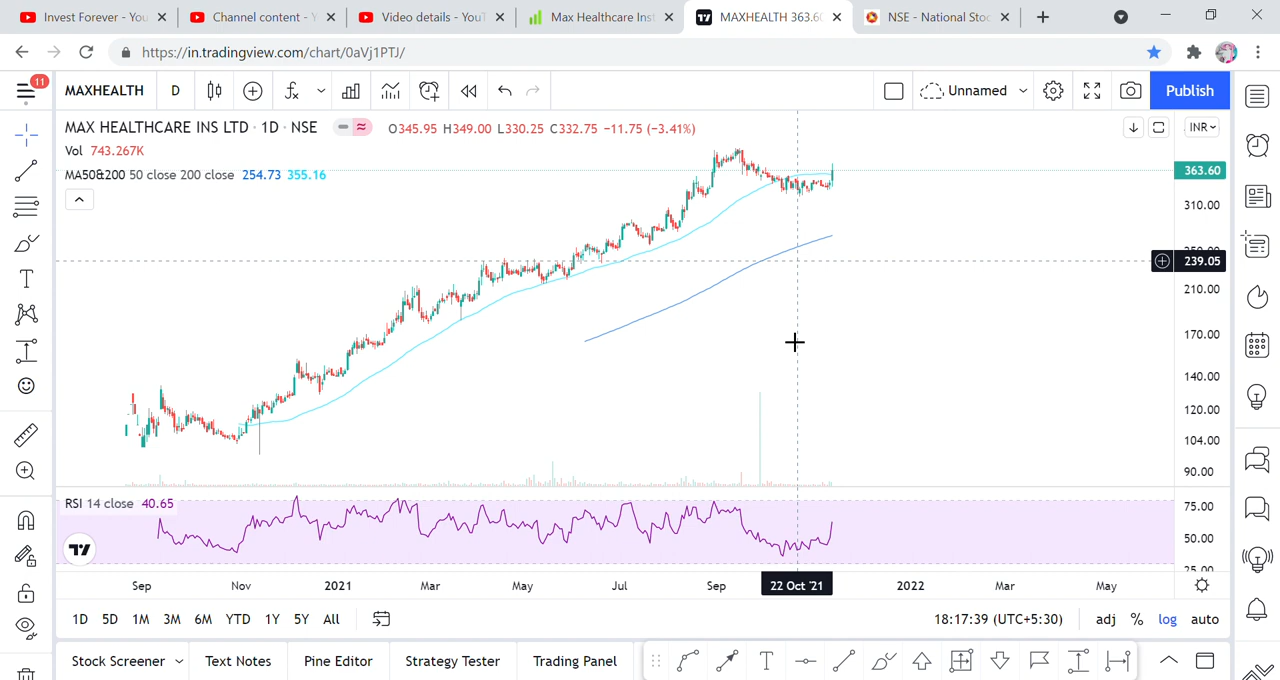 Invest Forever - You
Channel content - Y
Video details - YouT
Max Healthcare Inst
MAXHEALTH 363.60
NSE - National Stoc
https://in.tradingview.com/chart/0aVj1PTJ/
11
MAXHEALTH
D
Unnamed
Publish
MAX HEALTHCARE INS LTD · 1D · NSE
O345.95 H349.00 L330.25 C332.75 −11.75 (−3.41%)
INR
Vol 743.267K
MA50&200 50 close 200 close 254.73 355.16
363.60
310.00
250.00
239.05
210.00
170.00
140.00
120.00
104.00
90.00
RSI 14 close 40.65
75.00
50.00
25.00
Sep
Nov
2021
Mar
May
Jul
Sep
22 Oct '21
2022
Mar
May
1D 5D 1M 3M 6M YTD 1Y 5Y All
18:17:39 (UTC+5:30)
adj % log auto
Stock Screener
Text Notes
Pine Editor
Strategy Tester
Trading Panel